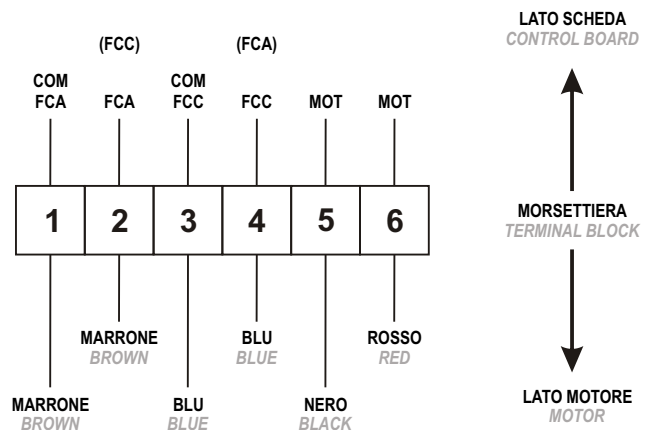 LATO SCHEDA
CONTROL BOARD
(FCC) (FCA)
COM COM
FCA FCA FCC FCC MOT MOT
1 2 3 4 5 6
MORSETTIERA
TERMINAL BLOCK
MARRONE BLU ROSSO
BROWN BLUE RED
MARRONE BLU NERO
BROWN BLUE BLACK
LATO MOTORE
MOTOR